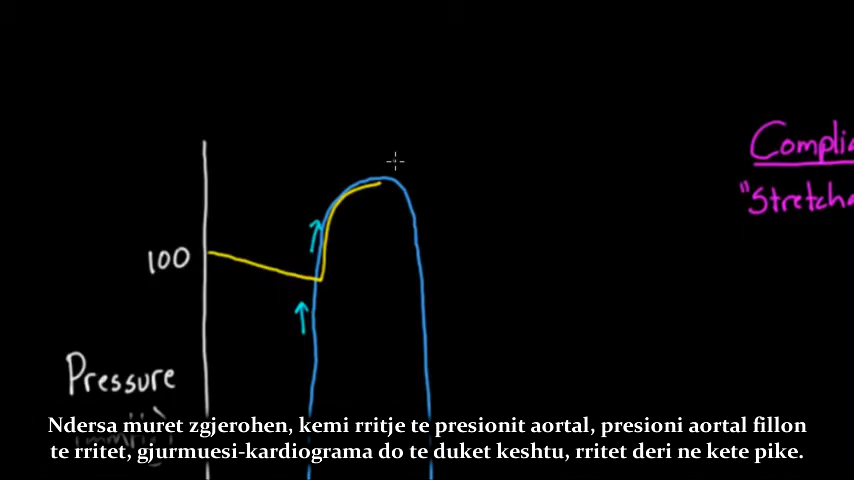 Compli
"Stretcha
100
Pressure
Ndersa muret zgjerohen, kemi rritje te presionit aortal, presioni aortal fillon
te rritet, gjurmuesi-kardiograma do te duket keshtu, rritet deri ne kete pike.